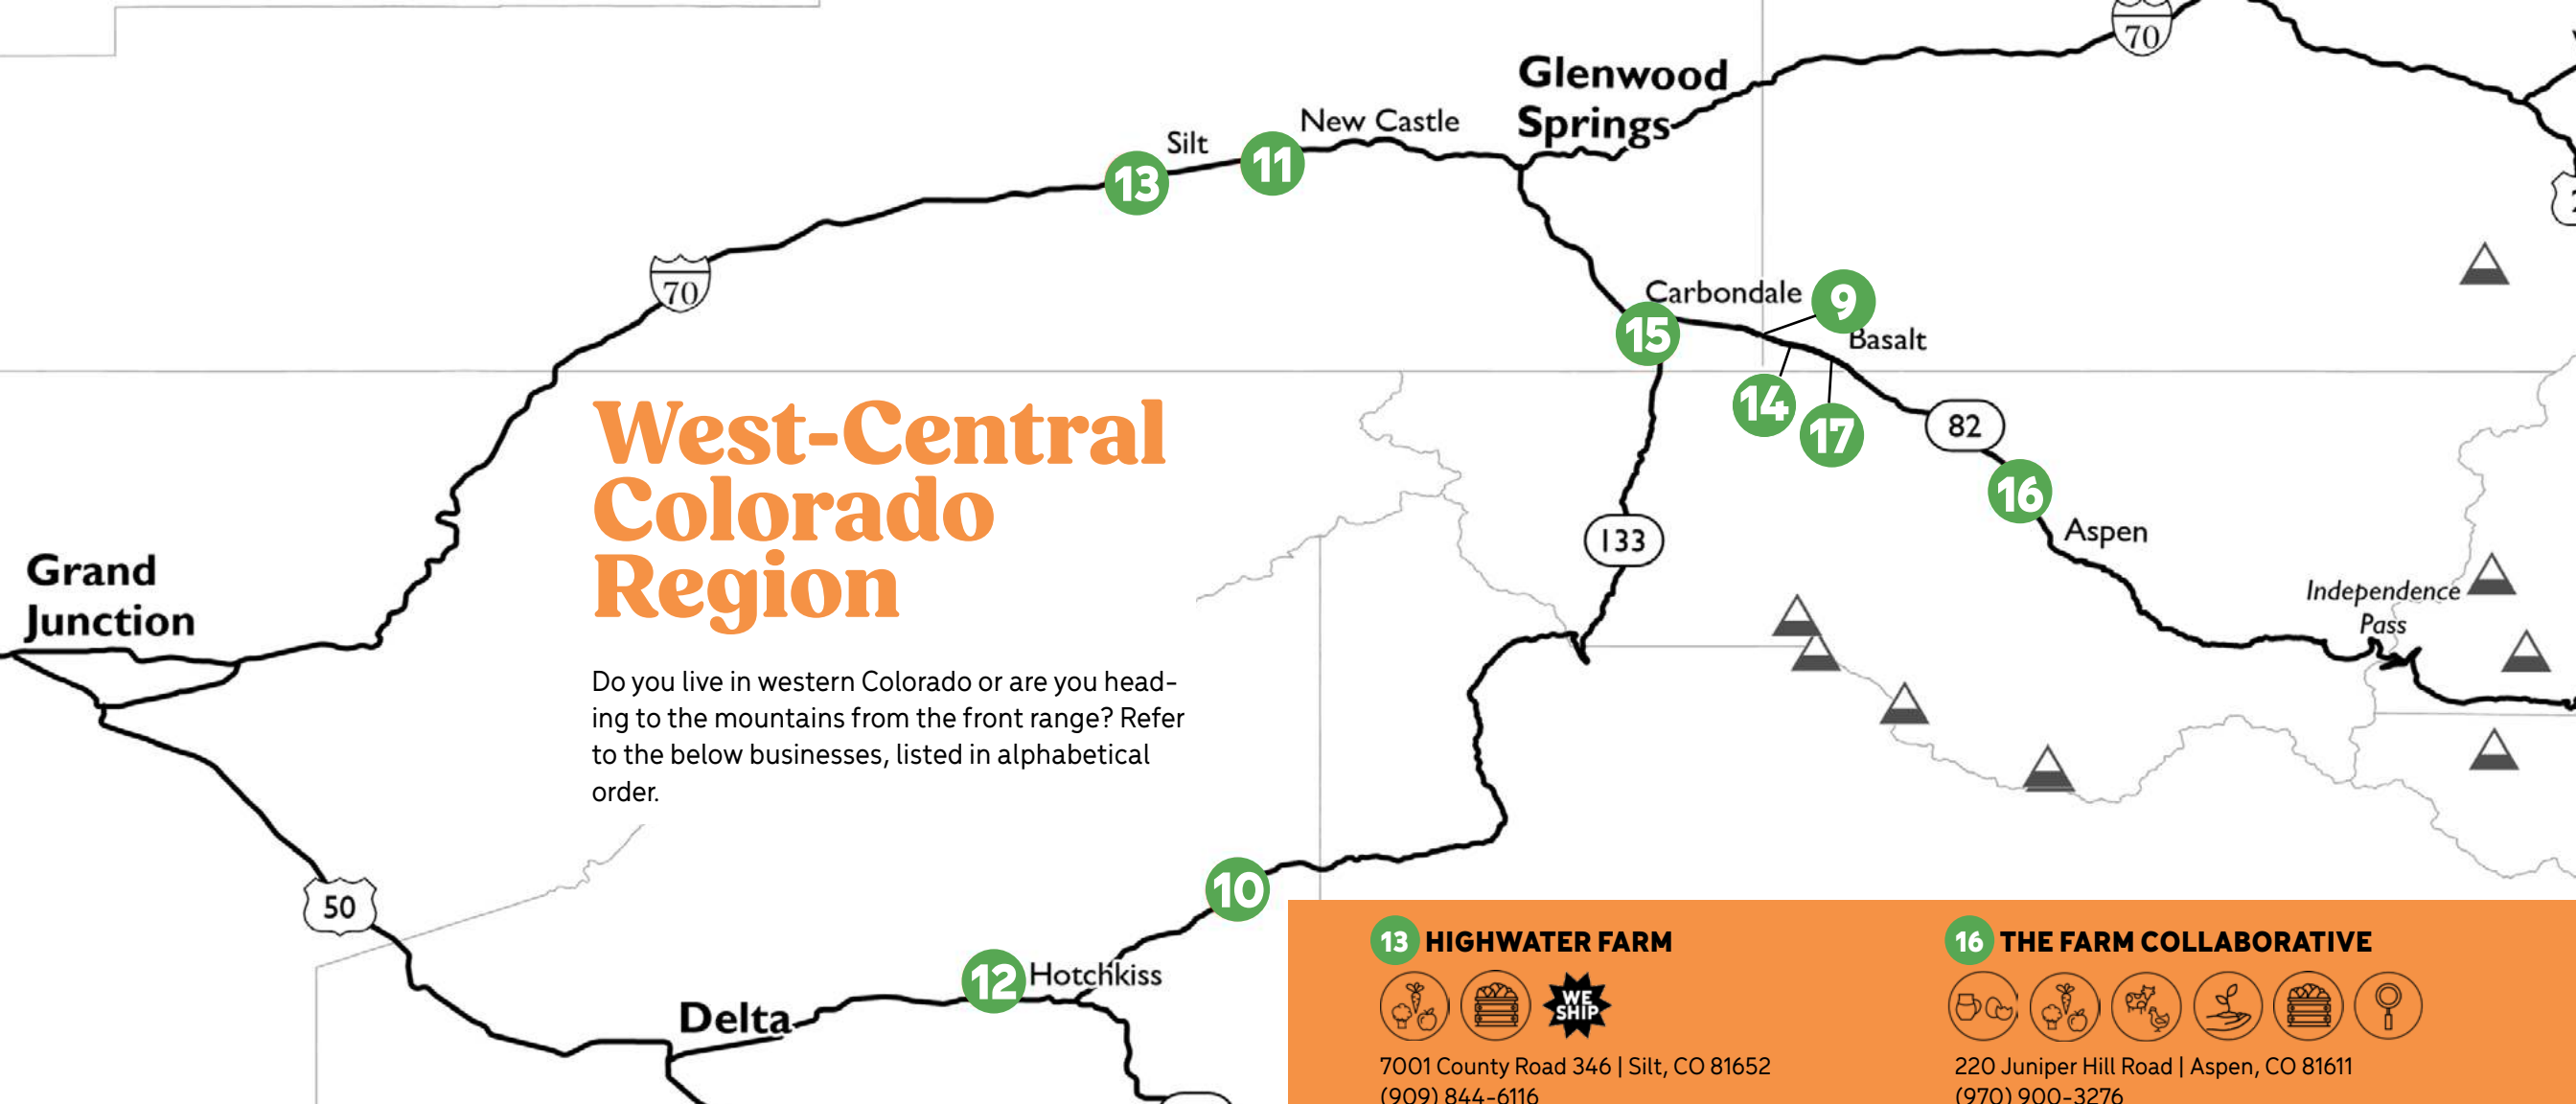 70
Glenwood
Springs
New Castle
Silt
11
13
70
Carbondale
9
15
Basalt
14
17
82
16
Aspen
133
West-Central
Colorado
Region
Grand
Junction
Independence
Pass
Do you live in western Colorado or are you head-
ing to the mountains from the front range? Refer
to the below businesses, listed in alphabetical
order.
50
10
12
Hotchkiss
Delta
13 HIGHWATER FARM
WE
SHIP
7001 County Road 346 | Silt, CO 81652
(909) 844-6116
16 THE FARM COLLABORATIVE
220 Juniper Hill Road | Aspen, CO 81611
(970) 900-3276